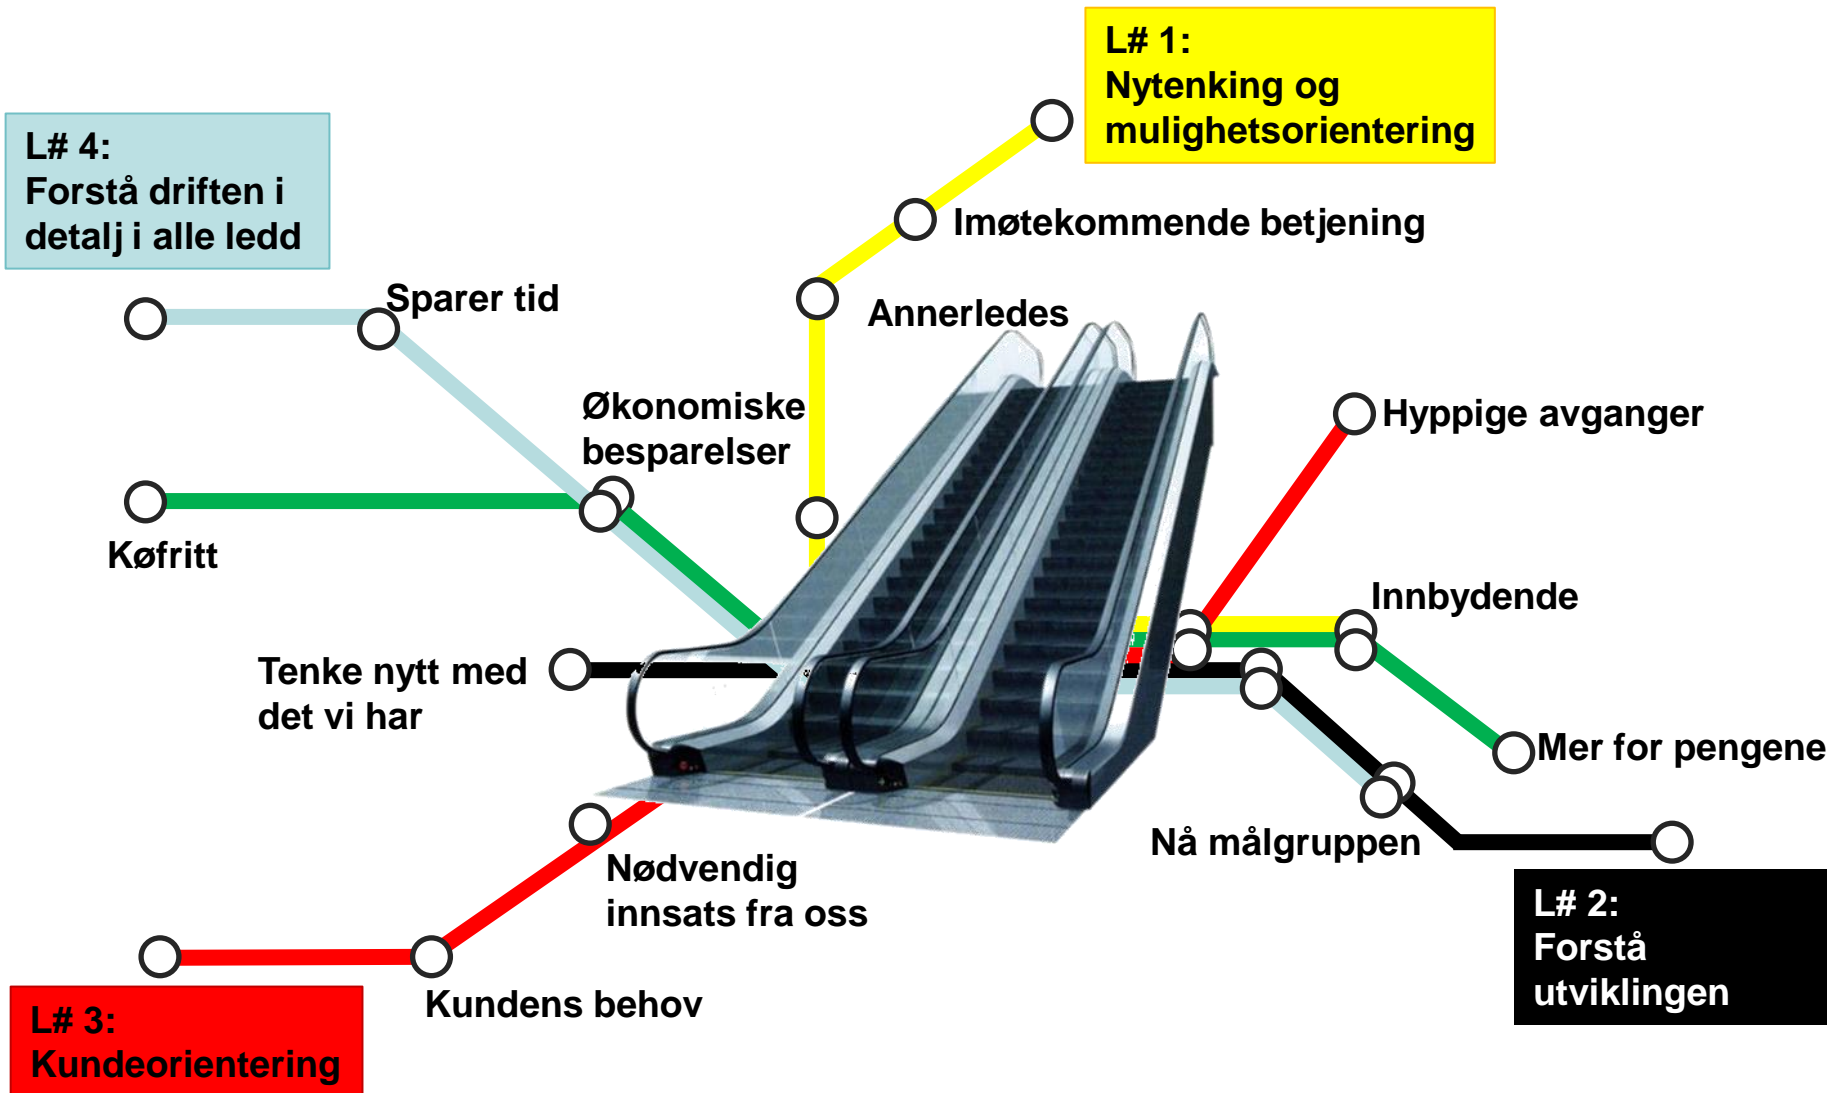 L# 1:
Nytenking og
mulighetsorientering
L# 4:
Forstå driften i
detalj i alle ledd
Imøtekommende betjening
Sparer tid
Annerledes
Økonomiske
besparelser
Hyppige avganger
Køfritt
Innbydende
Tenke nytt med
det vi har
Mer for pengene
Nå målgruppen
Nødvendig
innsats fra oss
L# 2:
Forstå
utviklingen
Kundens behov
L# 3:
Kundeorientering